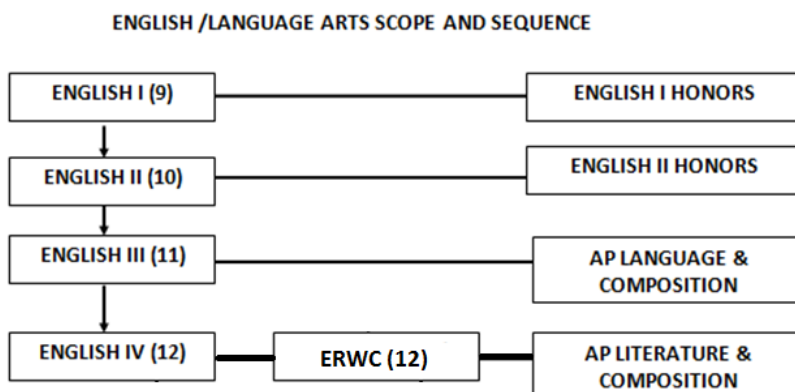 ENGLISH /LANGUAGE ARTS SCOPE AND SEQUENCE
ENGLISH I (9)
ENGLISH I HONORS
ENGLISH II (10)
ENGLISH II HONORS
ENGLISH III (11)
AP LANGUAGE &
COMPOSITION
ENGLISH IV (12)
ERWC (12)
AP LITERATURE &
COMPOSITION